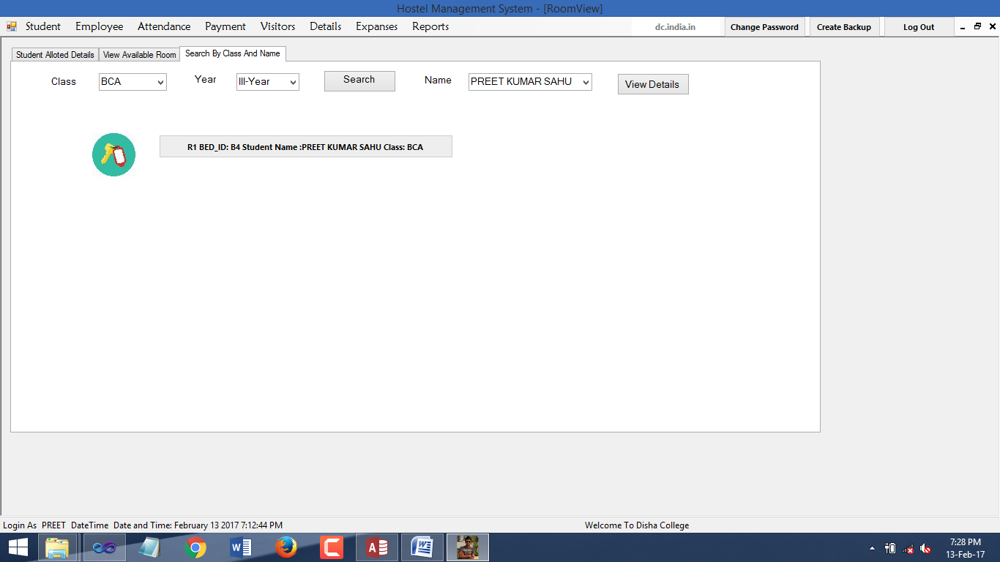 Hostel Management System - [RoomView]
Student Employee Attendance Payment Visitors Details Expanses Reports dc.india.in Change Password Create Backup Log Out
Student Alloted Details View Available Room Search By Class And Name
Class BCA Year III-Year Search Name PREET KUMAR SAHU View Details
R1 BED_ID: B4 Student Name :PREET KUMAR SAHU Class: BCA
Login As PREET DateTime Date and Time: February 13 2017 7:12:44 PM Welcome To Disha College
7:28 PM
13-Feb-17